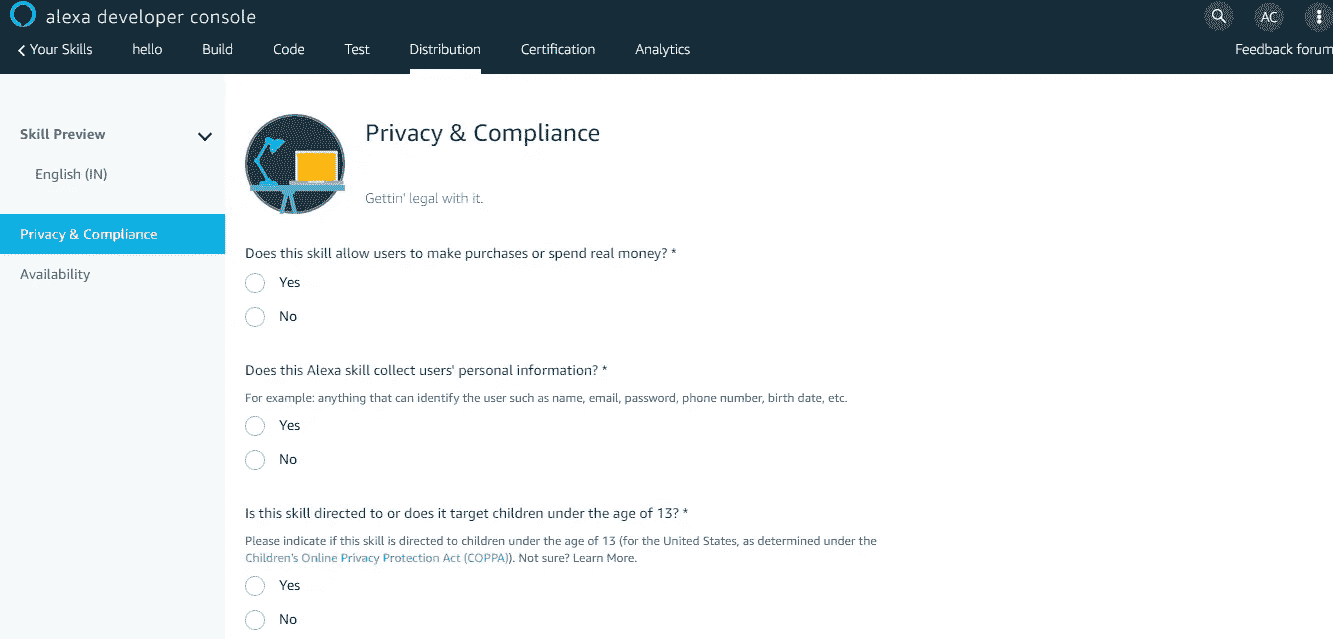 alexa developer console
AC
Your Skills hello Build Code Test Distribution Certification Analytics Feedback forum
Skill Preview
English (IN)
Privacy & Compliance
Availability
Privacy & Compliance
Gettin' legal with it.
Does this skill allow users to make purchases or spend real money? *
Yes
No
Does this Alexa skill collect users' personal information? *
For example: anything that can identify the user such as name, email, password, phone number, birth date, etc.
Yes
No
Is this skill directed to or does it target children under the age of 13? *
Please indicate if this skill is directed to children under the age of 13 (for the United States, as determined under the
Children's Online Privacy Protection Act (COPPA)). Not sure? Learn More.
Yes
No